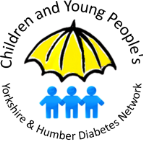 Children and Young People's
Yorkshire & Humber Diabetes Network